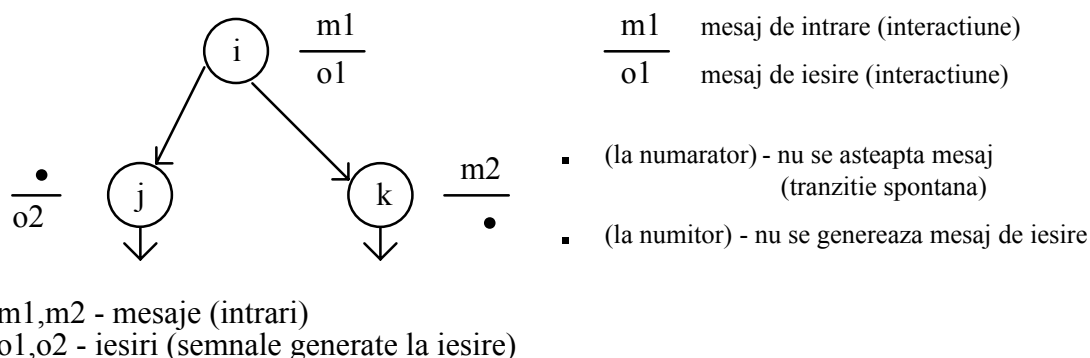 i
m1
o1
m1 mesaj de intrare (interactiune)
o1 mesaj de iesire (interactiune)
•
o2
j
k
m2
•
▪ (la numarator) - nu se asteapta mesaj
(tranzitie spontana)
▪ (la numitor) - nu se genereaza mesaj de iesire
m1,m2 - mesaje (intrari)
o1,o2 - iesiri (semnale generate la iesire)